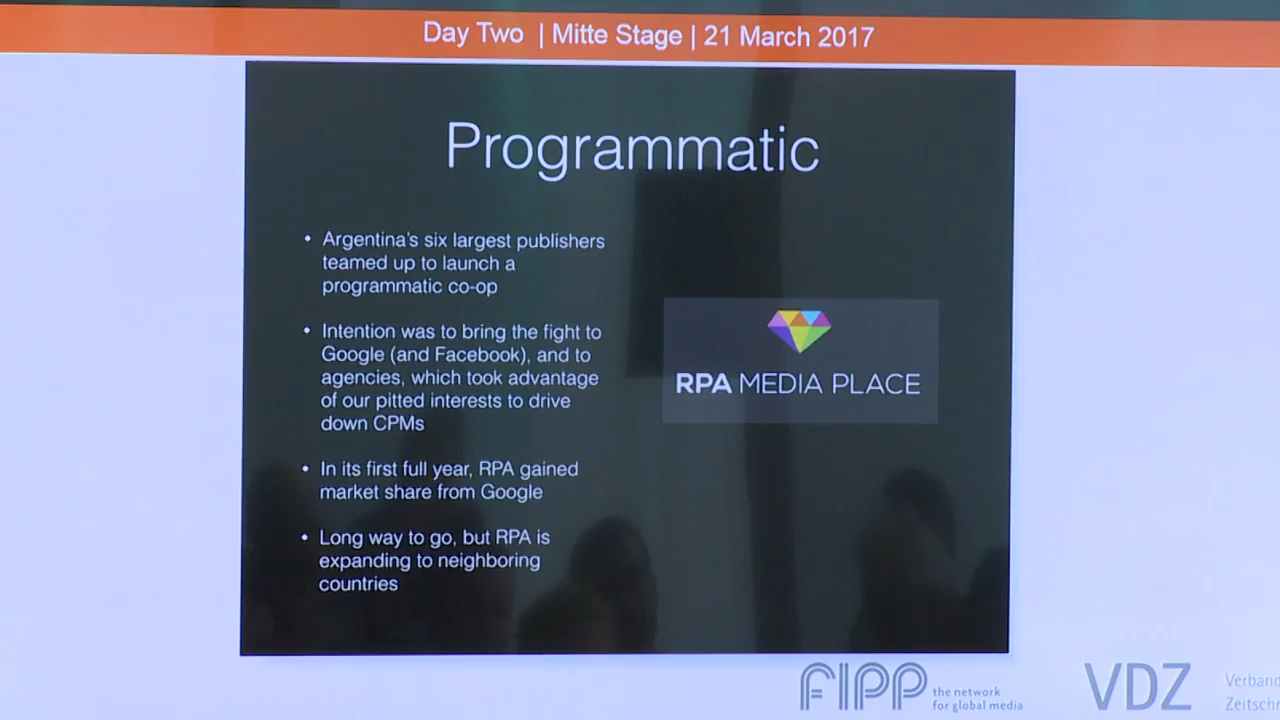 Day Two | Mitte Stage | 21 March 2017
Programmatic
• Argentina's six largest publishers
teamed up to launch a
programmatic co-op
• Intention was to bring the fight to
Google (and Facebook), and to
agencies, which took advantage
of our pitted interests to drive
down CPMs
• In its first full year, RPA gained
market share from Google
• Long way to go, but RPA is
expanding to neighboring
countries
RPA MEDIA PLACE
FIPP the network
for global media
VDZ
Verband
Zeitschr